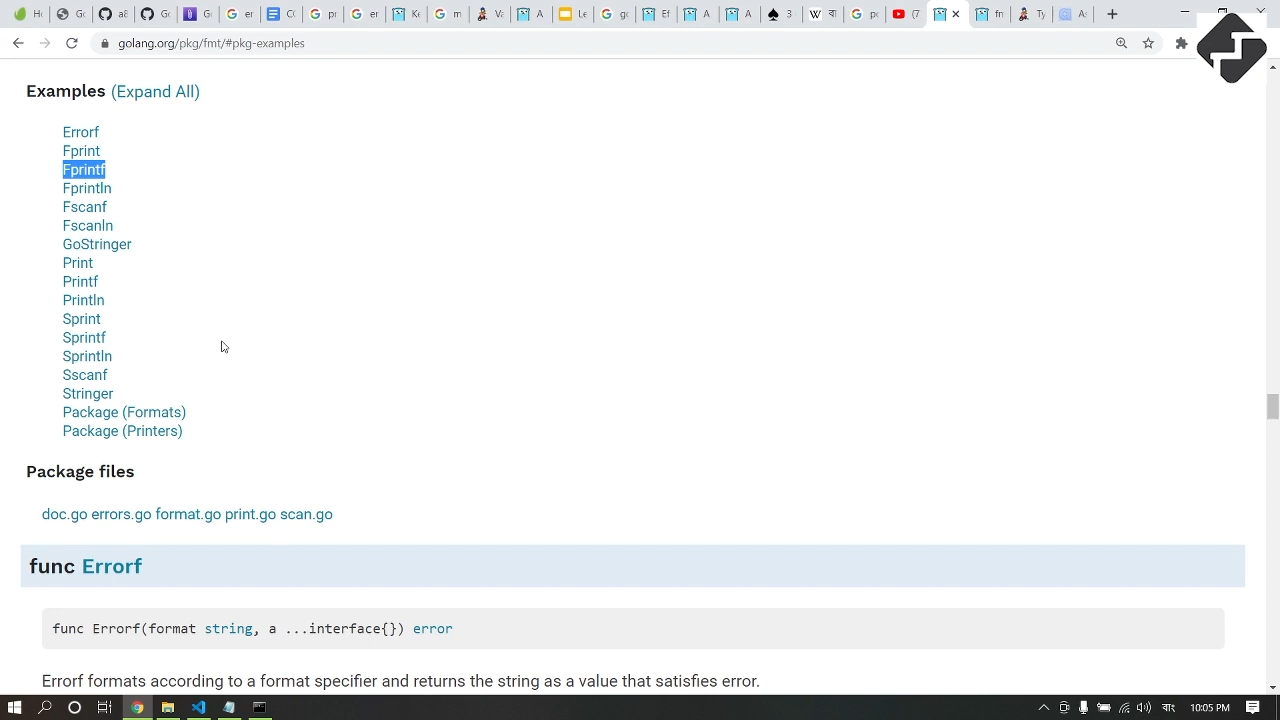 golang.org/pkg/fmt/#pkg-examples
Examples (Expand All)
Errorf
Fprint
Fprintf
Fprintln
Fscanf
Fscanln
GoStringer
Print
Printf
Println
Sprint
Sprintf
Sprintln
Sscanf
Stringer
Package (Formats)
Package (Printers)
Package files
doc.go errors.go format.go print.go scan.go
func Errorf
func Errorf(format string, a ...interface{}) error
Errorf formats according to a format specifier and returns the string as a value that satisfies error.
10:05 PM